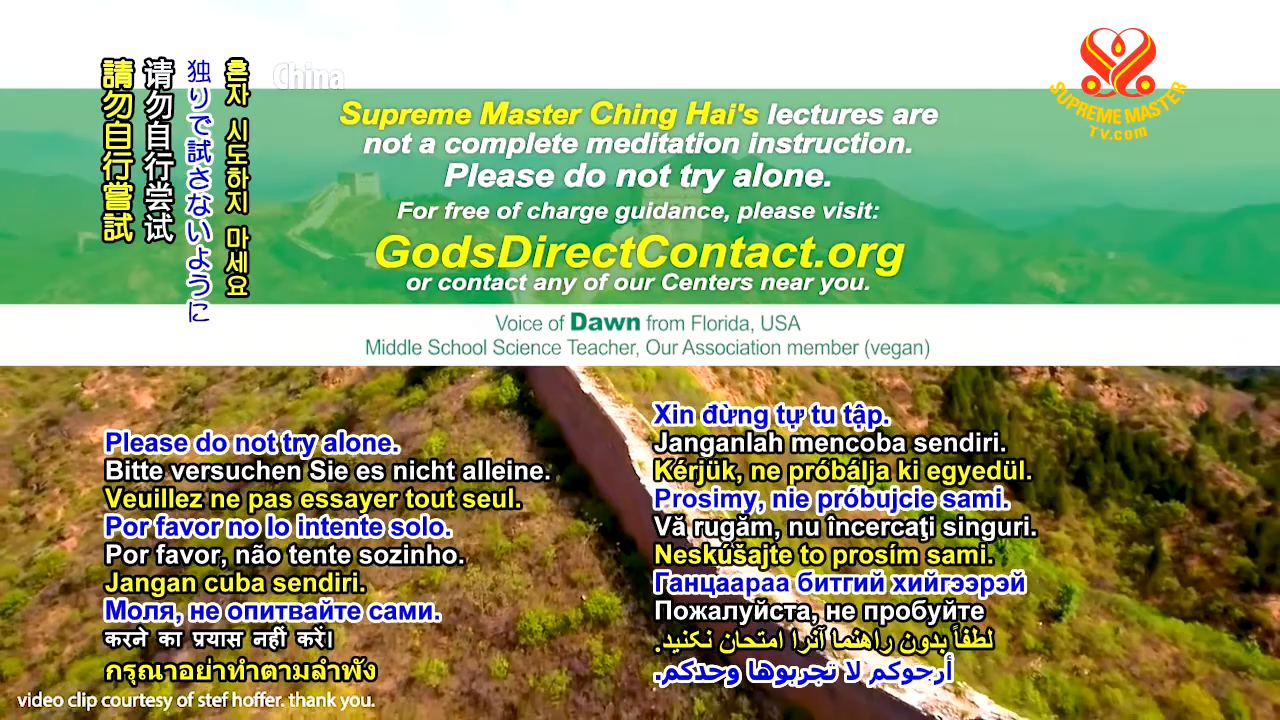 請勿自行嘗試
请勿自行尝试
独りで試さないように
혼자 시도하지 마세요
China
Supreme Master Ching Hai's lectures are
not a complete meditation instruction.
Please do not try alone.
For free of charge guidance, please visit:
GodsDirectContact.org
or contact any of our Centers near you.
SUPREME MASTER
TV.com
Voice of Dawn from Florida, USA
Middle School Science Teacher, Our Association member (vegan)
Please do not try alone.
Bitte versuchen Sie es nicht alleine.
Veuillez ne pas essayer tout seul.
Por favor no lo intente solo.
Por favor, não tente sozinho.
Jangan cuba sendiri.
Моля, не опитвайте сами.
करने का प्रयास नहीं करें।
กรุณาอย่าทำตามลำพัง
Xin đừng tự tu tập.
Janganlah mencoba sendiri.
Kérjük, ne próbálja ki egyedül.
Prosimy, nie próbujcie sami.
Vă rugăm, nu încercaţi singuri.
Neskúšajte to prosím sami.
Ганцаараа битгий хийгээрэй
Пожалуйста, не пробуйте
لطفاً بدون راهنما آنرا امتحان نکنید.
أرجوكم لا تجربوها وحدكم.
video clip courtesy of stef hoffer. thank you.